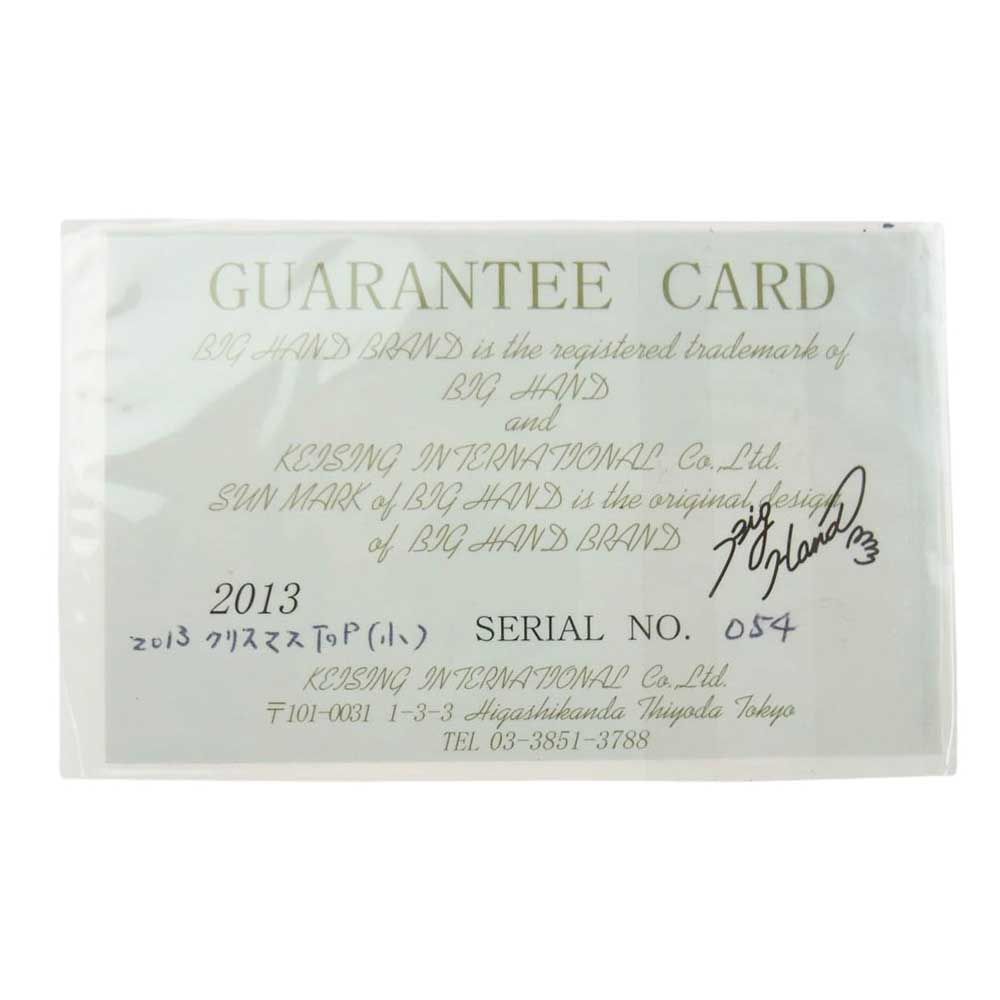 GUARANTEE CARD
BIG HAND BRAND is the registered trademark of
BIG HAND
and
KEISING INTERNATIONAL Co.,Ltd.
SUN MARK of BIG HAND is the original design
of BIG HAND BRAND
Big
Hand
2013
2013 クリスマスToP(小)
SERIAL NO. 054
KEISING INTERNATIONAL Co.,Ltd.
〒101-0031 1-3-3 Higashikanda Thiyoda Tokyo
TEL 03-3851-3788